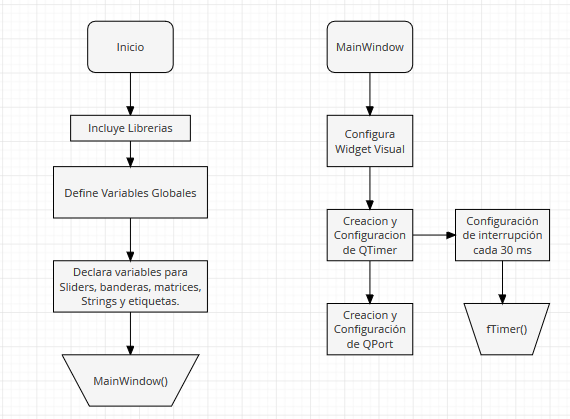 Inicio
Incluye Librerias
Define Variables Globales
Declara variables para
Sliders, banderas, matrices,
Strings y etiquetas.
MainWindow()
MainWindow
Configura
Widget Visual
Creacion y
Configuracion
de QTimer
Configuración
de interrupción
cada 30 ms
Creacion y
Configuración
de QPort
fTimer()